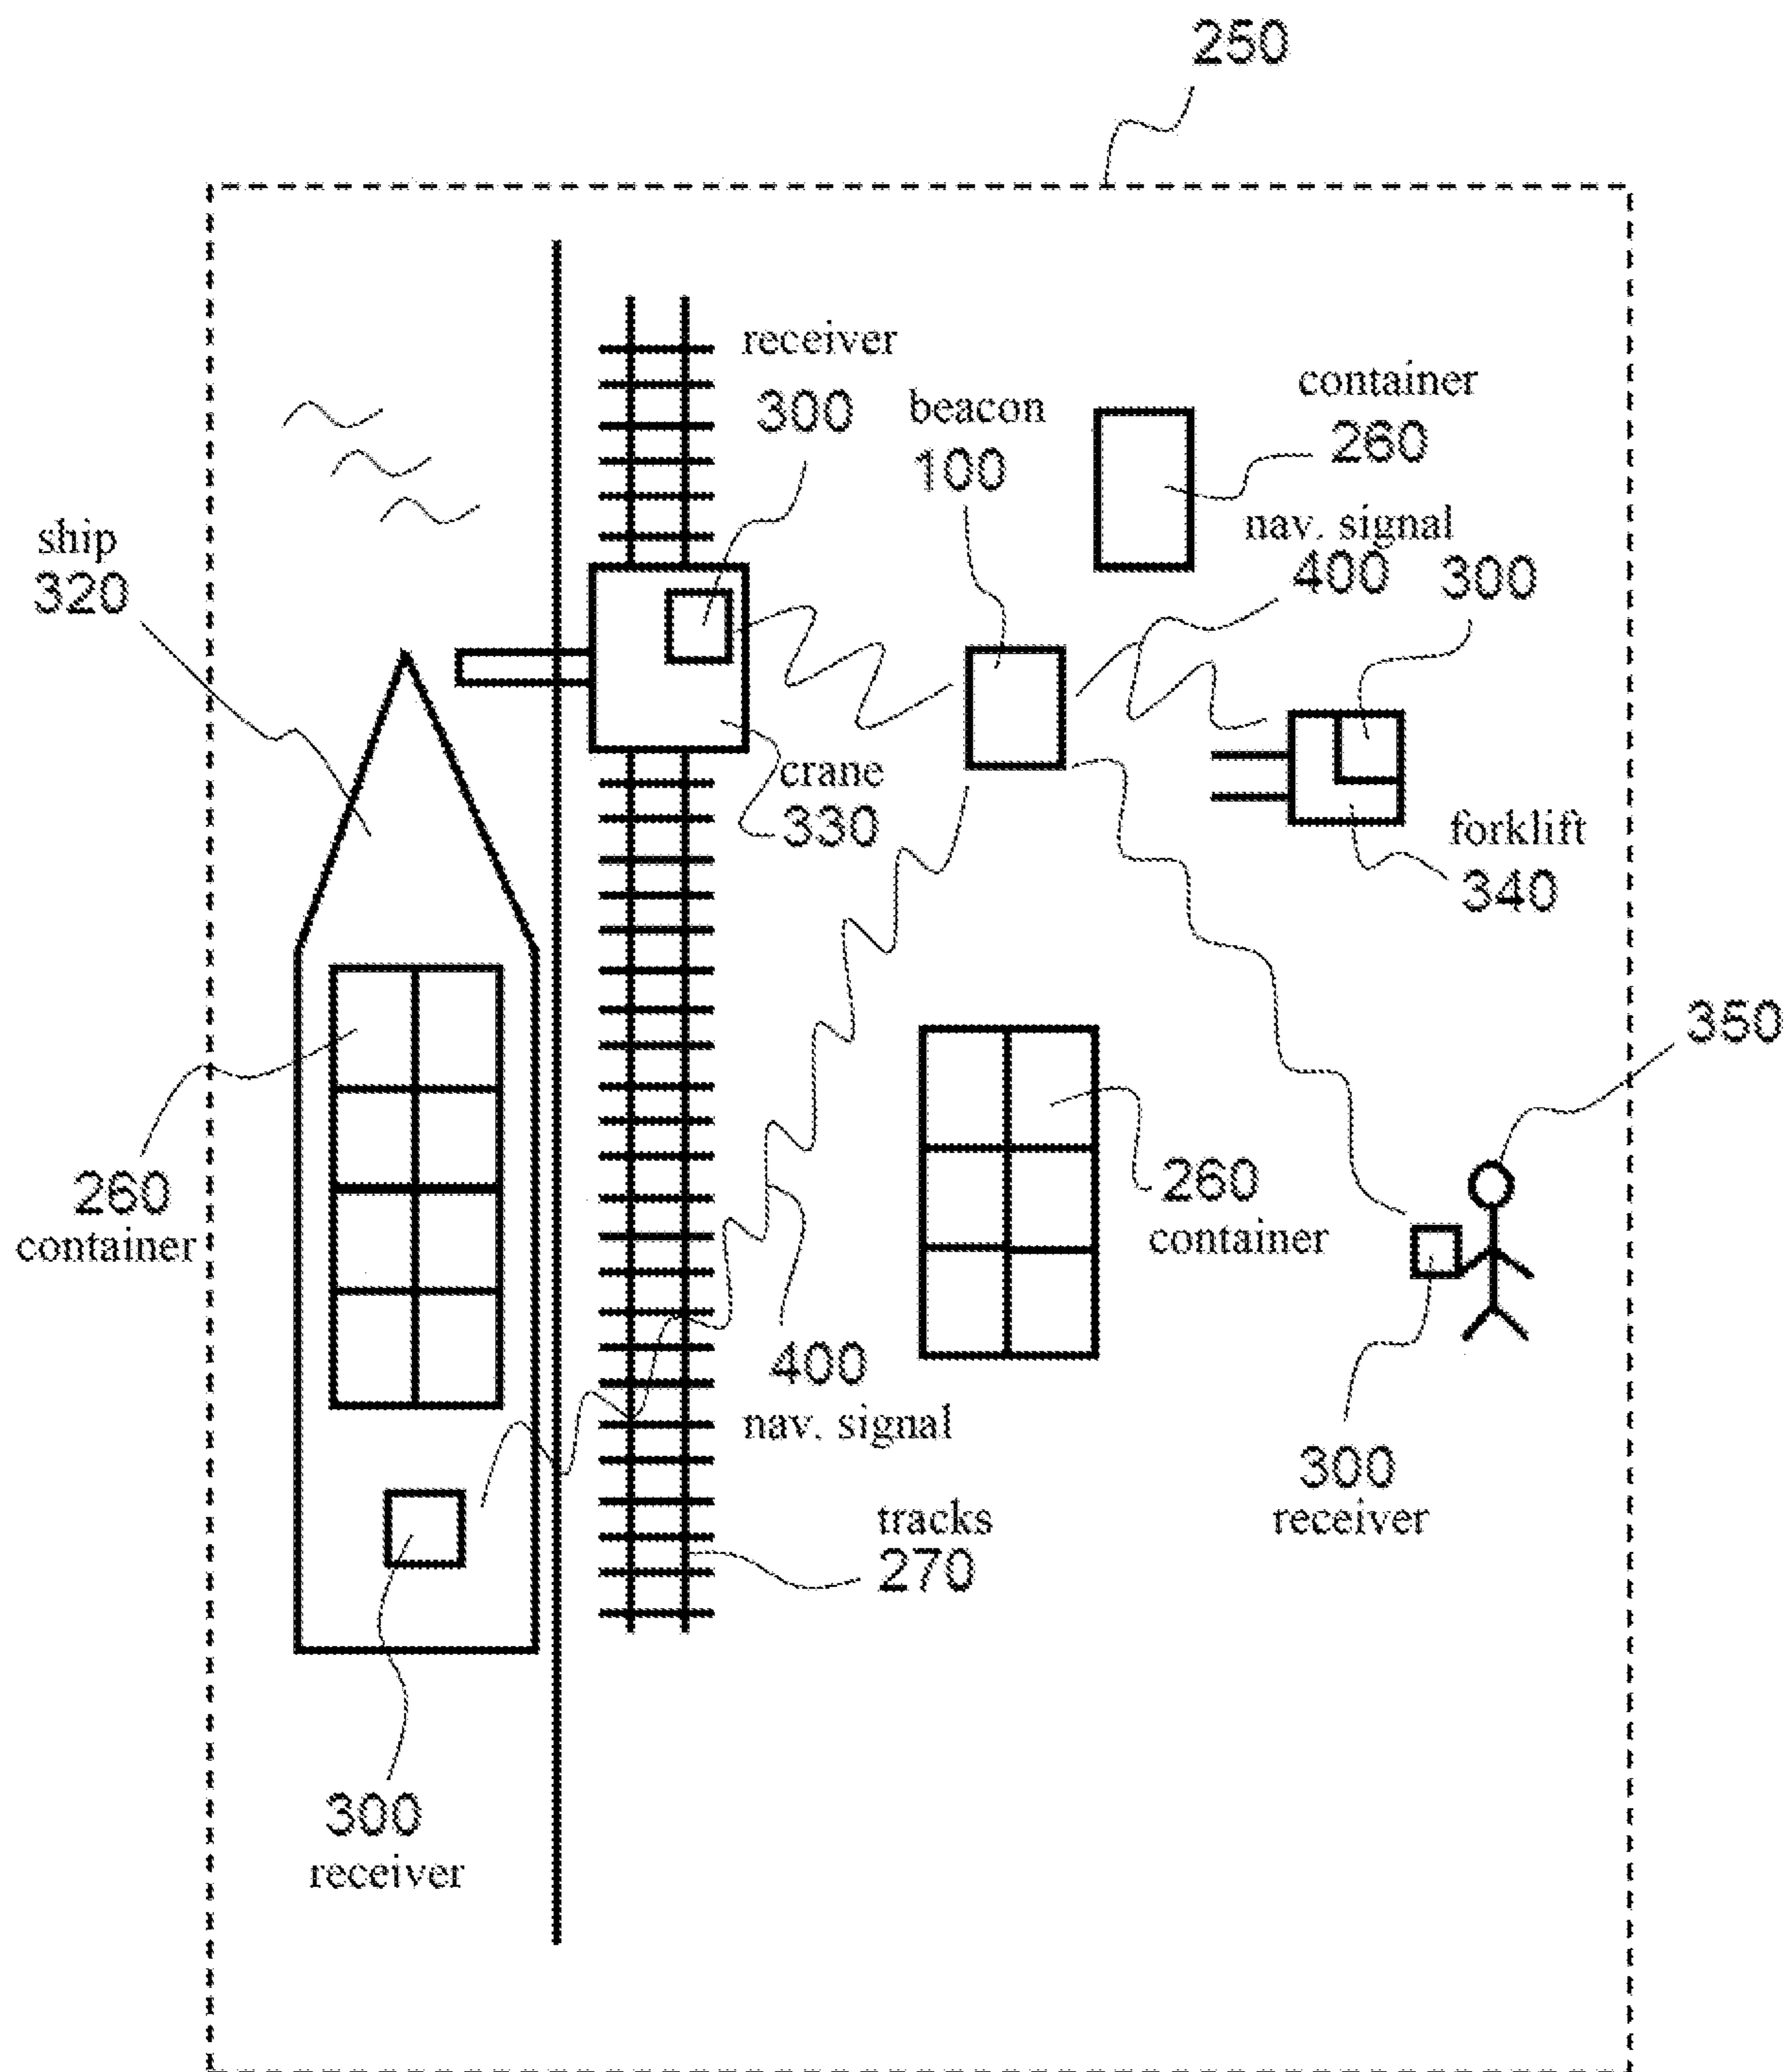 250
receiver
300
beacon
100
container
260
nav. signal
400
300
ship
320
crane
330
forklift
340
350
260
container
260
container
400
nav. signal
300
receiver
tracks
270
300
receiver